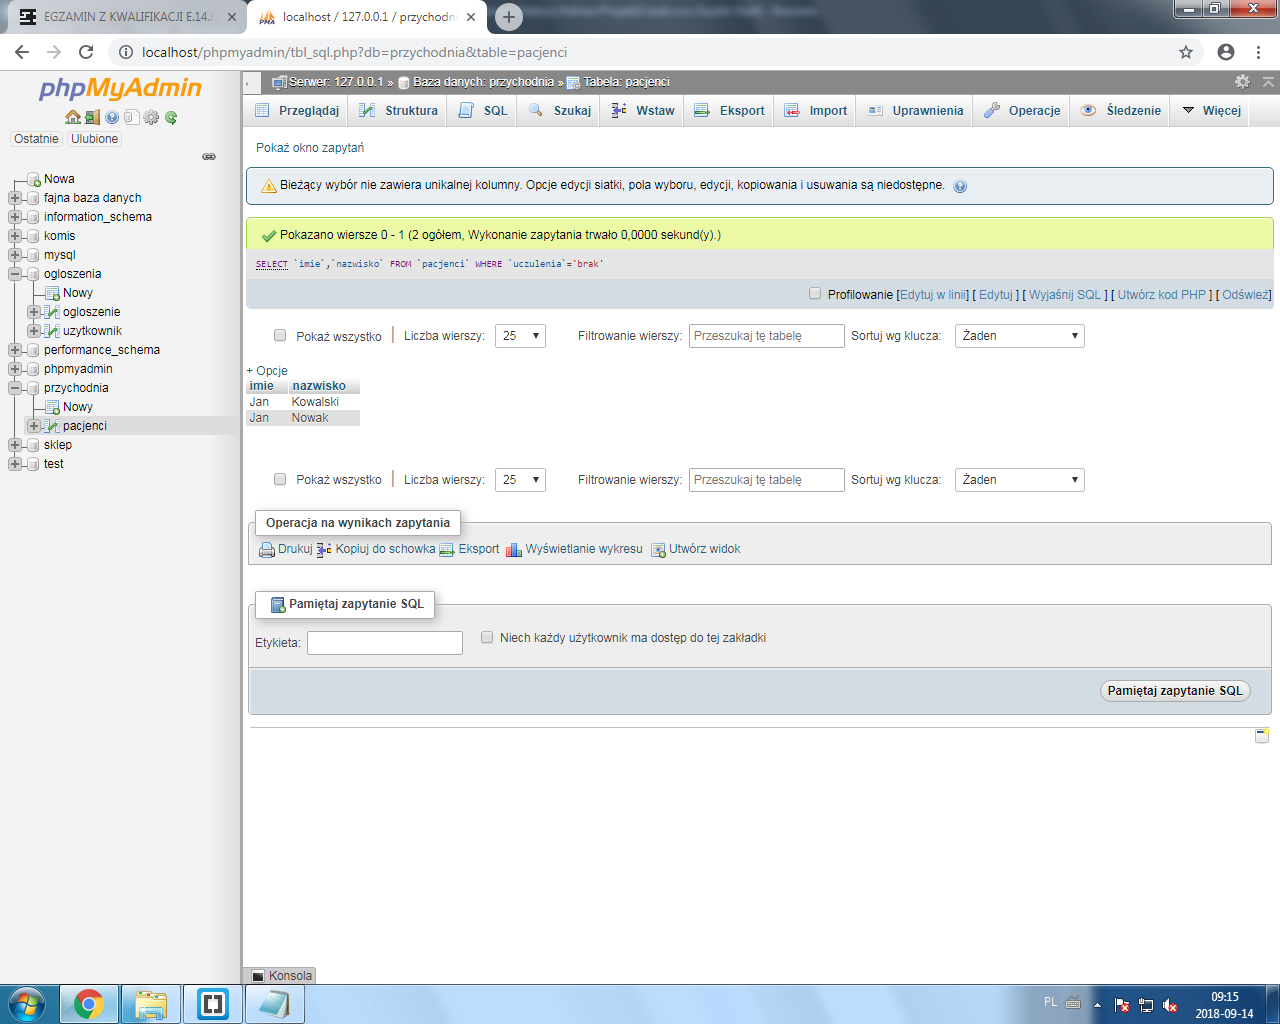 EGZAMIN Z KWALIFIKACJI E.14
localhost / 127.0.0.1 / przychodni
localhost/phpmyadmin/tbl_sql.php?db=przychodnia&table=pacjenci
phpMyAdmin
Ostatnie Ulubione
Nowa
fajna baza danych
information_schema
komis
mysql
ogloszenia
Nowy
ogloszenie
uzytkownik
performance_schema
phpmyadmin
przychodnia
Nowy
pacjenci
sklep
test
Serwer: 127.0.0.1 » Baza danych: przychodnia » Tabela: pacjenci
Przeglądaj Struktura SQL Szukaj Wstaw Eksport Import Uprawnienia Operacje Śledzenie Więcej
Pokaż okno zapytań
Bieżący wybór nie zawiera unikalnej kolumny. Opcje edycji siatki, pola wyboru, edycji, kopiowania i usuwania są niedostępne.
Pokazano wiersze 0 - 1 (2 ogółem, Wykonanie zapytania trwało 0,0000 sekund(y).)
SELECT `imie`,`nazwisko` FROM `pacjenci` WHERE `uczulenia`='brak'
Profilowanie [Edytuj w linii] [ Edytuj ] [ Wyjaśnij SQL ] [ Utwórz kod PHP ] [ Odśwież]
Pokaż wszystko | Liczba wierszy: 25 Filtrowanie wierszy: Przeszukaj tę tabelę Sortuj wg klucza: Żaden
+ Opcje
imie nazwisko
Jan Kowalski
Jan Nowak
Pokaż wszystko | Liczba wierszy: 25 Filtrowanie wierszy: Przeszukaj tę tabelę Sortuj wg klucza: Żaden
Operacja na wynikach zapytania
Drukuj Kopiuj do schowka Eksport Wyświetlanie wykresu Utwórz widok
Pamiętaj zapytanie SQL
Etykieta: Niech każdy użytkownik ma dostęp do tej zakładki
Pamiętaj zapytanie SQL
Konsola
PL
09:15
2018-09-14